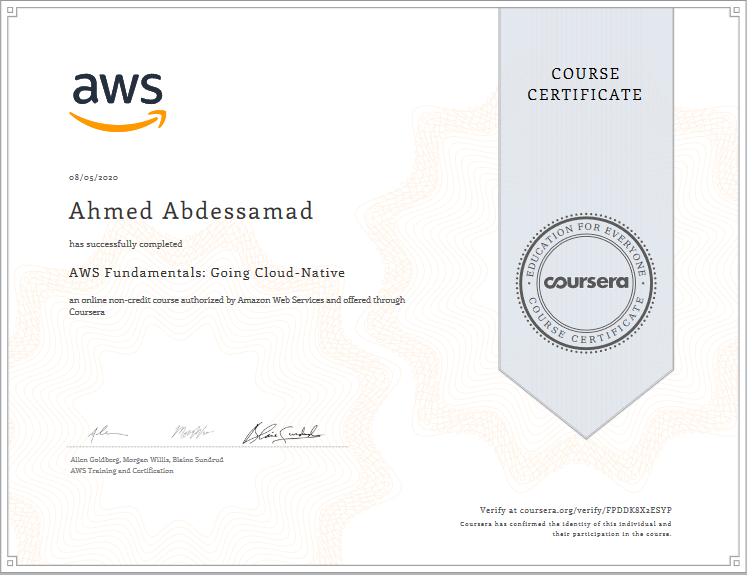 aws
COURSE
CERTIFICATE
08/05/2020
Ahmed Abdessamad
has successfully completed
AWS Fundamentals: Going Cloud-Native
an online non-credit course authorized by Amazon Web Services and offered through
Coursera
EDUCATION FOR EVERYONE
coursera
COURSE CERTIFICATE
Allen Goldberg, Morgan Willis, Blaine Sundrud
AWS Training and Certification
Verify at coursera.org/verify/FPDDK8X2ESYP
Coursera has confirmed the identity of this individual and
their participation in the course.